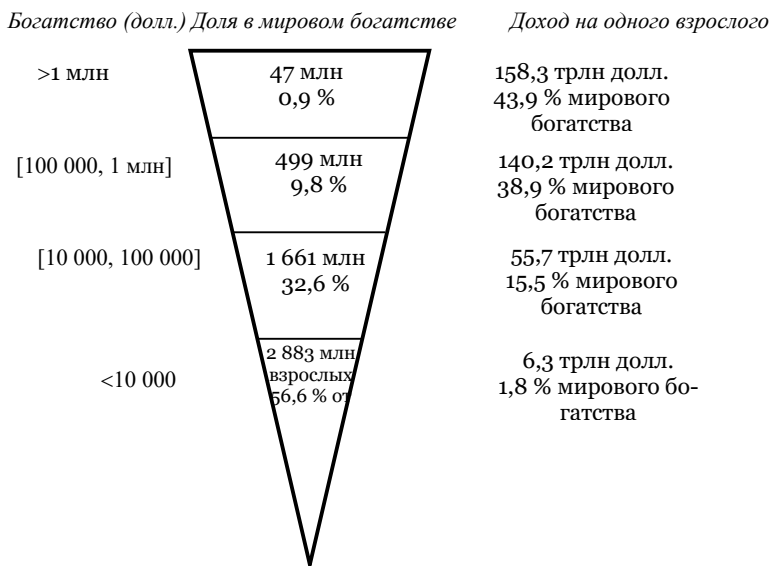 Богатство (долл.) Доля в мировом богатстве Доход на одного взрослого
>1 млн
47 млн
0,9 %
158,3 трлн долл.
43,9 % мирового
богатства
[100 000, 1 млн]
499 млн
9,8 %
140,2 трлн долл.
38,9 % мирового
богатства
[10 000, 100 000]
1 661 млн
32,6 %
55,7 трлн долл.
15,5 % мирового
богатства
<10 000
2 883 млн
взрослых
56,6 % от
6,3 трлн долл.
1,8 % мирового бо-
гатства